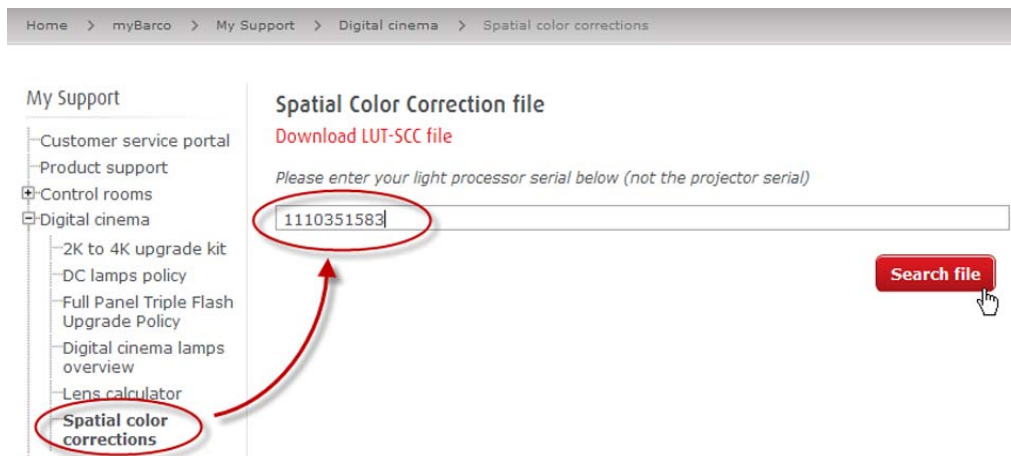 Home > myBarco > My Support > Digital cinema > Spatial color corrections
My Support
Customer service portal
Product support
Control rooms
Digital cinema
2K to 4K upgrade kit
DC lamps policy
Full Panel Triple Flash
Upgrade Policy
Digital cinema lamps
overview
Lens calculator
Spatial color
corrections
Spatial Color Correction file
Download LUT-SCC file
Please enter your light processor serial below (not the projector serial)
1110351583
Search file